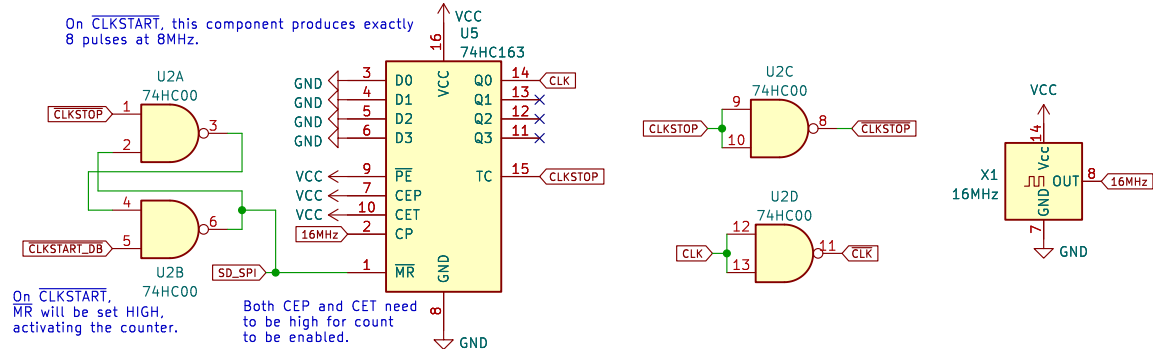 On CLKSTART, this component produces exactly
8 pulses at 8MHz.
U2A
74HC00
CLKSTOP
1
2
3
4
5
6
CLKSTART_DB
U2B
74HC00
On CLKSTART,
MR will be set HIGH,
activating the counter.
SD_SPI
Both CEP and CET need
to be high for count
to be enabled.
VCC
U5
74HC163
16
VCC
GND 3 D0
GND 4 D1
GND 5 D2
GND 6 D3
VCC 9 PE
VCC 7 CEP
VCC 10 CET
16MHz 2 CP
1 MR
Q0 14 CLK
Q1 13
Q2 12
Q3 11
TC 15 CLKSTOP
GND
8
GND
U2C
74HC00
CLKSTOP
9
10
8
CLKSTOP
U2D
74HC00
CLK
12
13
11
CLK
VCC
14
X1
16MHz
Vcc
OUT
GND
8
16MHz
7
GND